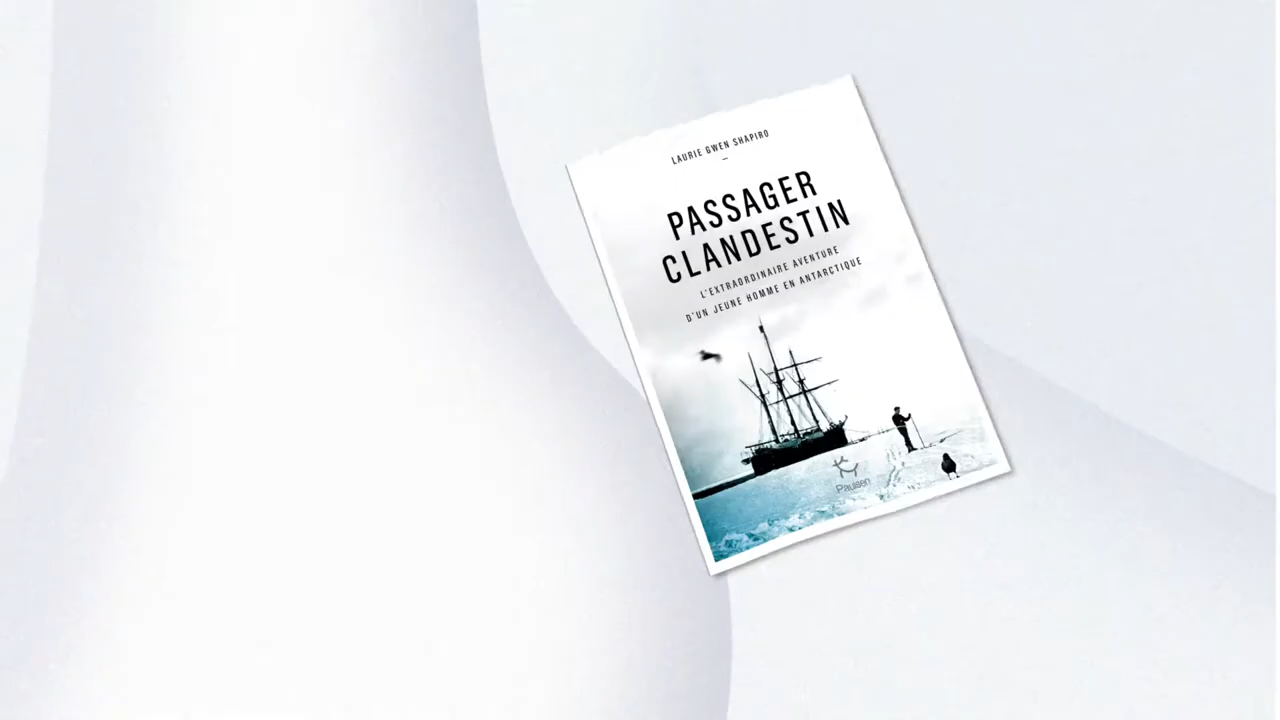 LAURIE GWEN SHAPIRO
PASSAGER
CLANDESTIN
L'EXTRAORDINAIRE AVENTURE
D'UN JEUNE HOMME EN ANTARCTIQUE
Paulsen